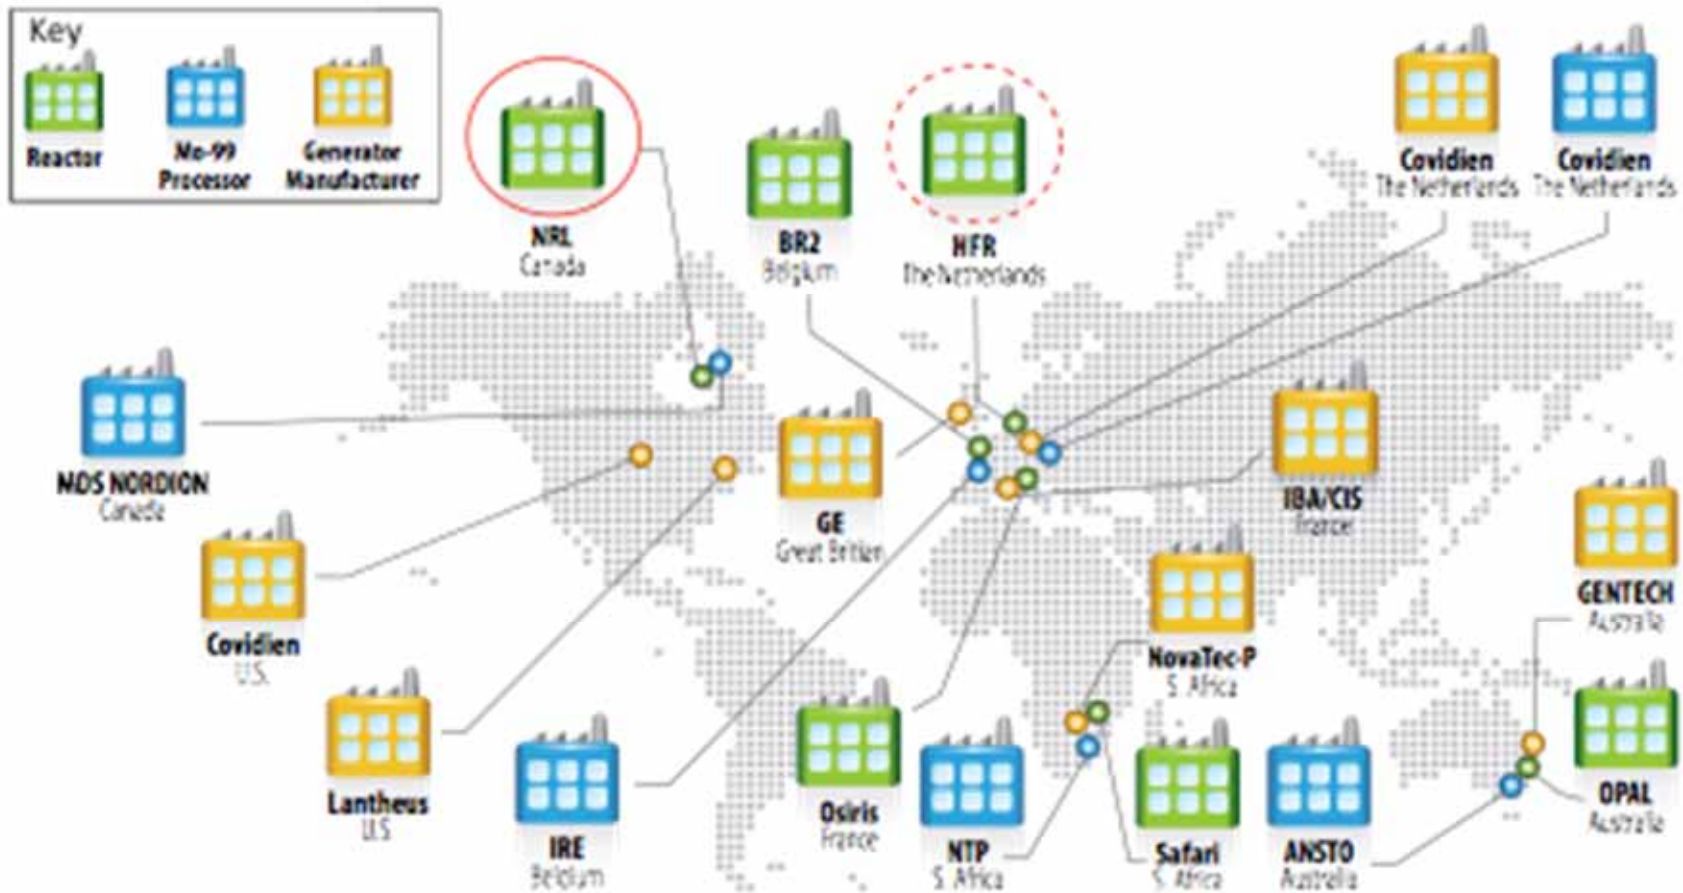 Key
Reactor
Mo-99
Processor
Generator
Manufacturer
NRL
Canada
BR2
Belgium
HFR
The Netherlands
Covidien
The Netherlands
Covidien
The Netherlands
MDS NORDION
Canada
GE
Great Britian
IBA/CIS
France
Covidien
U.S.
GENTECH
Australia
NovaTec-P
S. Africa
Lantheus
U.S
IRE
Belgium
Osiris
France
NTP
S. Africa
Safari
S. Africa
ANSTO
Australia
OPAL
Australia